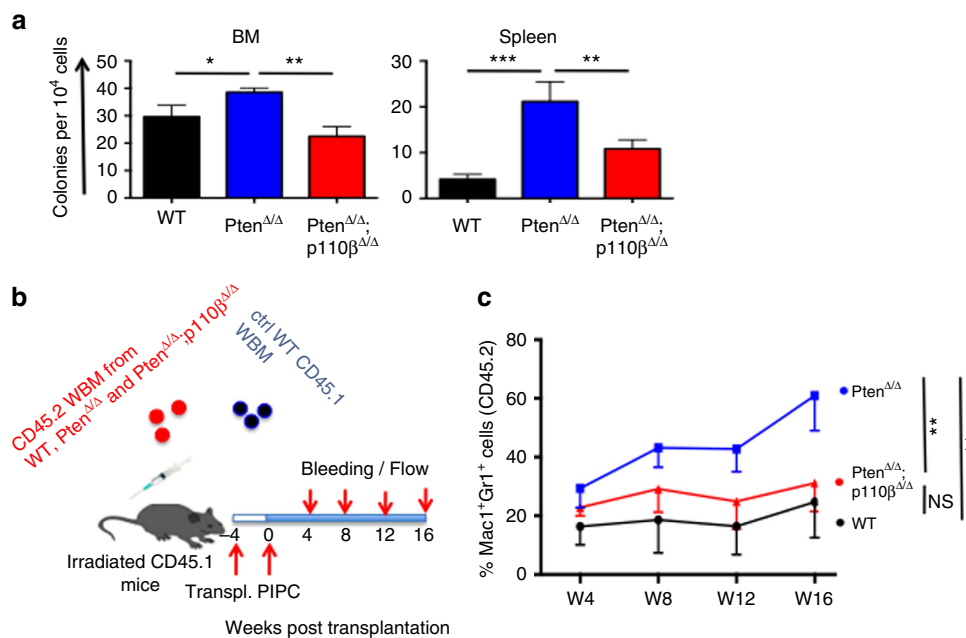 a
BM
Spleen
Colonies per 10⁴ cells
50
40
30
20
10
0
*
**
WT
Pten^Δ/Δ
Pten^Δ/Δ;
p110β^Δ/Δ
30
20
10
0
***
**
WT
Pten^Δ/Δ
Pten^Δ/Δ;
p110β^Δ/Δ
b
CD45.2 WBM from
WT, Pten^Δ/Δ and Pten^Δ/Δ;p110β^Δ/Δ
ctrl WT CD45.1
WBM
Bleeding / Flow
–4 0 4 8 12 16
Irradiated CD45.1
mice
Transpl. PIPC
Weeks post transplantation
c
% Mac1⁺Gr1⁺ cells (CD45.2)
80
60
40
20
0
W4 W8 W12 W16
Pten^Δ/Δ
Pten^Δ/Δ;
p110β^Δ/Δ
WT
**
NS